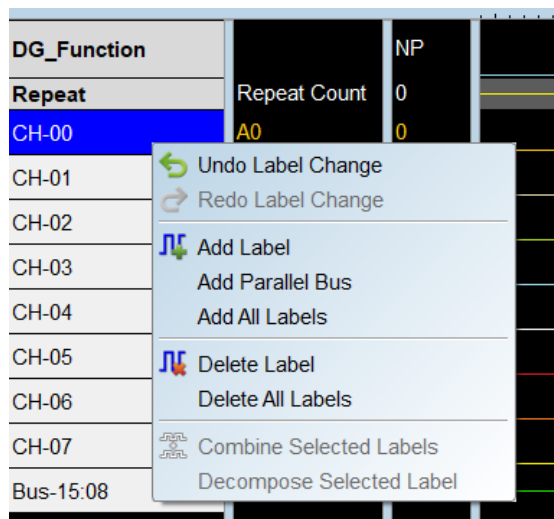 DG_Function NP
Repeat Repeat Count 0
CH-00 A0 0
Undo Label Change
CH-01
Redo Label Change
CH-02
Add Label
CH-03
Add Parallel Bus
CH-04
Add All Labels
CH-05
Delete Label
CH-06
Delete All Labels
CH-07
Combine Selected Labels
Bus-15:08
Decompose Selected Label